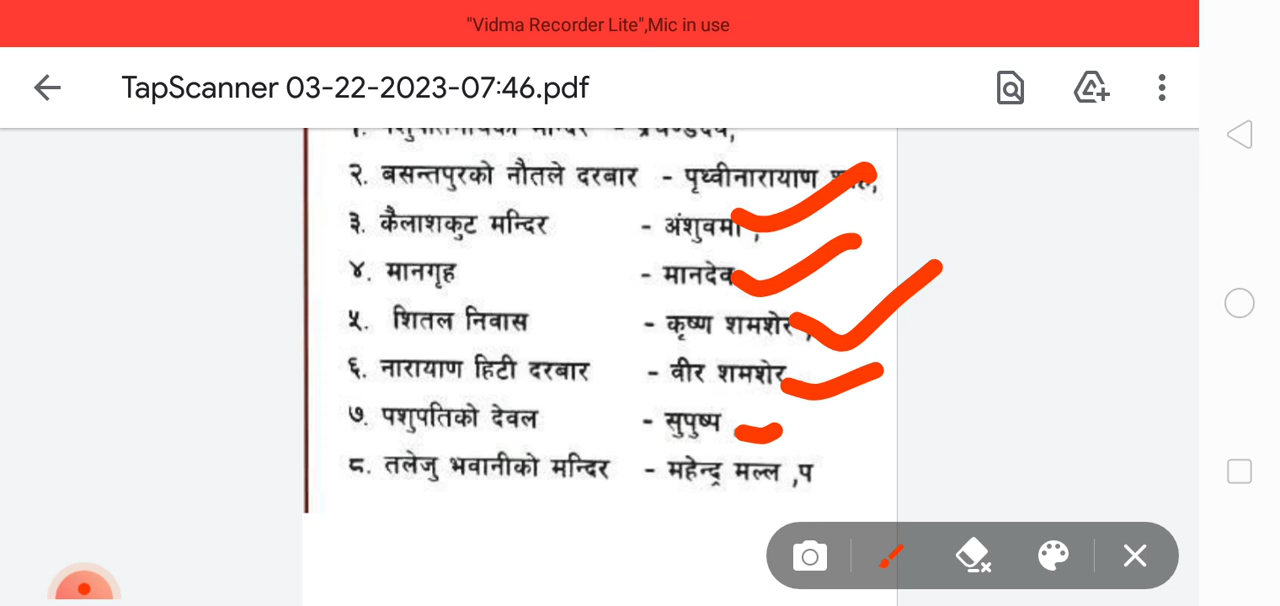 "Vidma Recorder Lite",Mic in use
TapScanner 03-22-2023-07:46.pdf
२. बसन्तपुरको नौतले दरबार - पृथ्वीनारायाण
३. कैलाशकुट मन्दिर - अंशुवर्मा ,
४. मानगृह - मानदेव
५. शितल निवास - कृष्ण शमशेर ,
६. नारायाण हिटी दरबार - वीर शमशेर
७. पशुपतिको देवल - सुपुष्प
८. तलेजु भवानीको मन्दिर - महेन्द्र मल्ल ,प